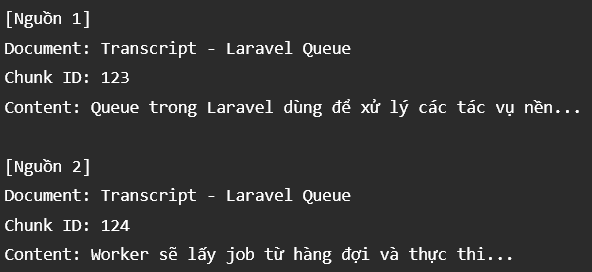 [Nguồn 1]
Document: Transcript - Laravel Queue
Chunk ID: 123
Content: Queue trong Laravel dùng để xử lý các tác vụ nền...
[Nguồn 2]
Document: Transcript - Laravel Queue
Chunk ID: 124
Content: Worker sẽ lấy job từ hàng đợi và thực thi...